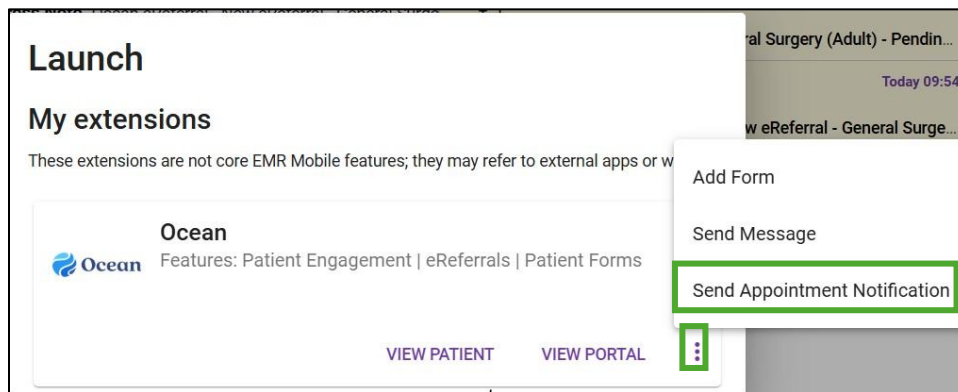 Launch
ral Surgery (Adult) - Pendin...
Today 09:54
My extensions
w eReferral - General Surge...
These extensions are not core EMR Mobile features; they may refer to external apps or w
Add Form
Send Message
Send Appointment Notification
Ocean
Ocean
Features: Patient Engagement | eReferrals | Patient Forms
VIEW PATIENT VIEW PORTAL